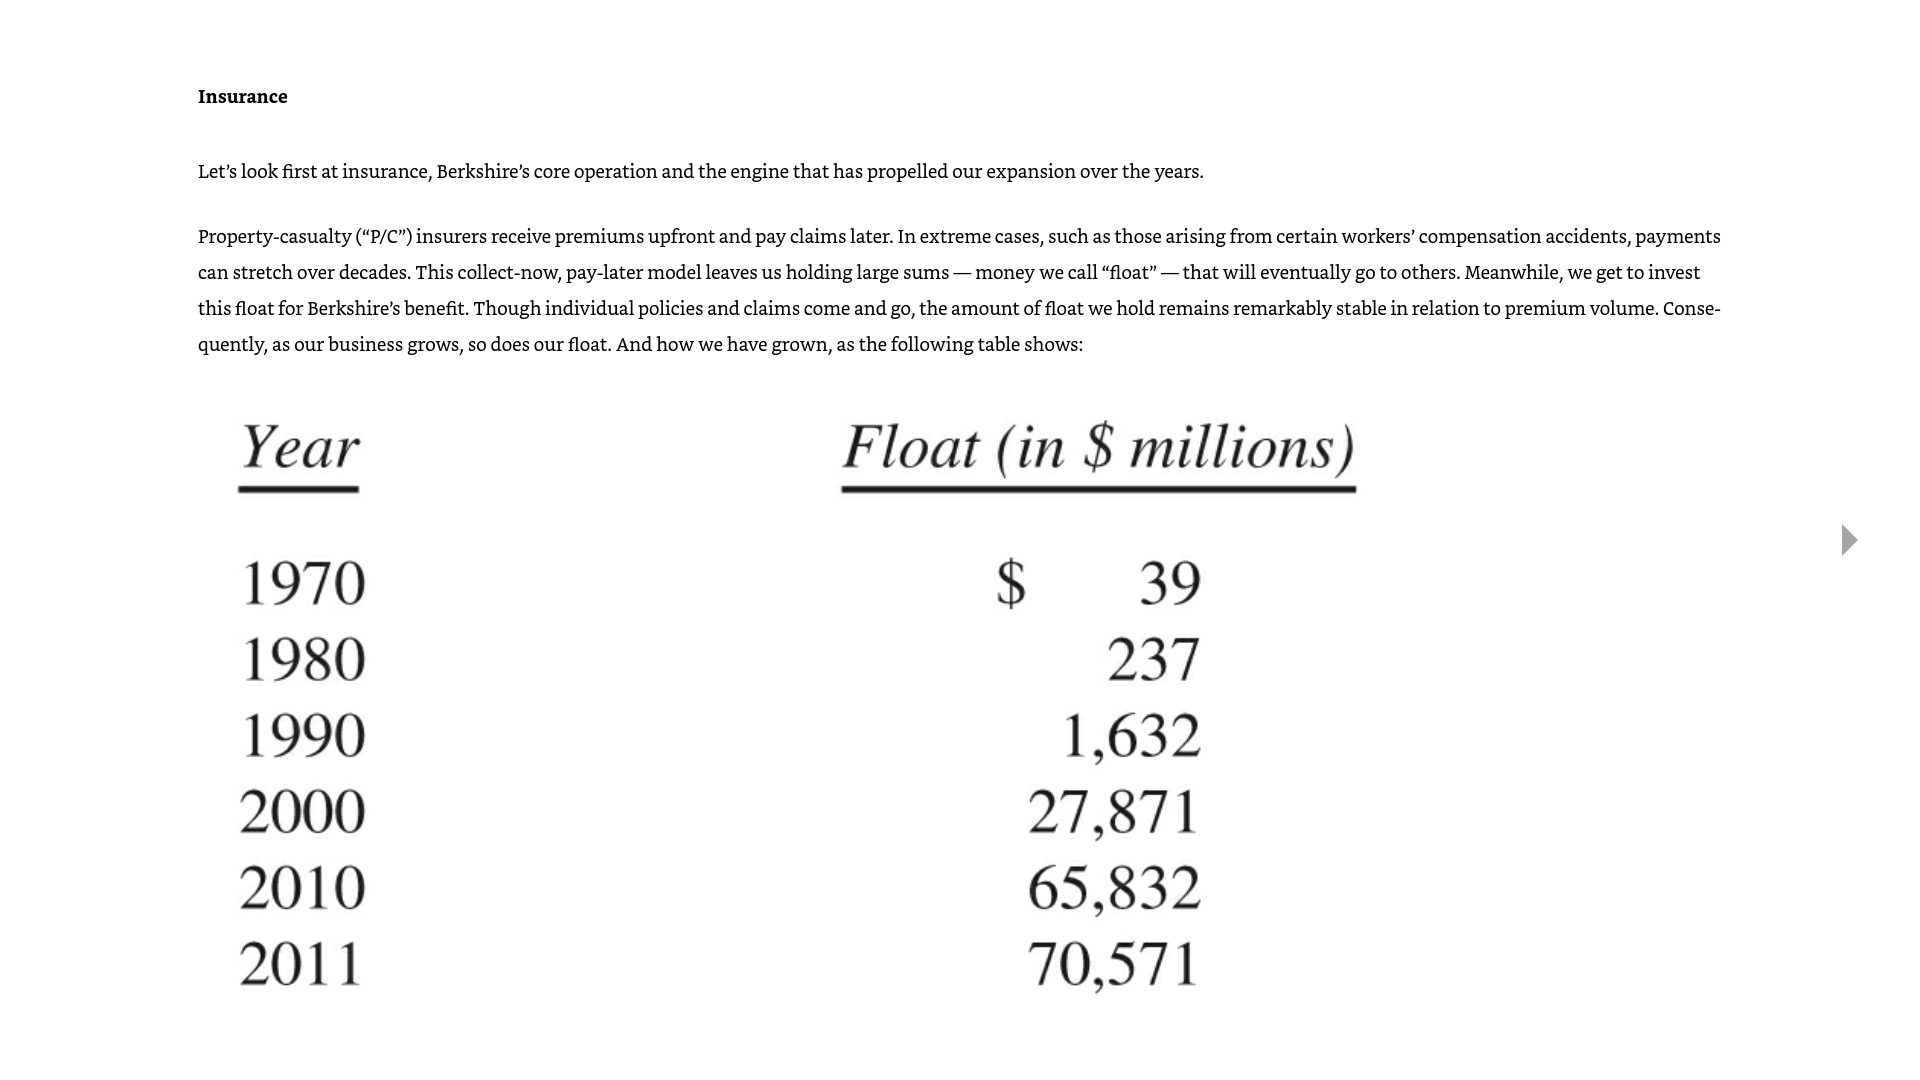 Insurance
Let’s look first at insurance, Berkshire’s core operation and the engine that has propelled our expansion over the years.
Property-casualty (“P/C”) insurers receive premiums upfront and pay claims later. In extreme cases, such as those arising from certain workers’ compensation accidents, payments
can stretch over decades. This collect-now, pay-later model leaves us holding large sums — money we call “float” — that will eventually go to others. Meanwhile, we get to invest
this float for Berkshire’s benefit. Though individual policies and claims come and go, the amount of float we hold remains remarkably stable in relation to premium volume. Conse-
quently, as our business grows, so does our float. And how we have grown, as the following table shows:
Year Float (in $ millions)
1970 $ 39
1980 237
1990 1,632
2000 27,871
2010 65,832
2011 70,571